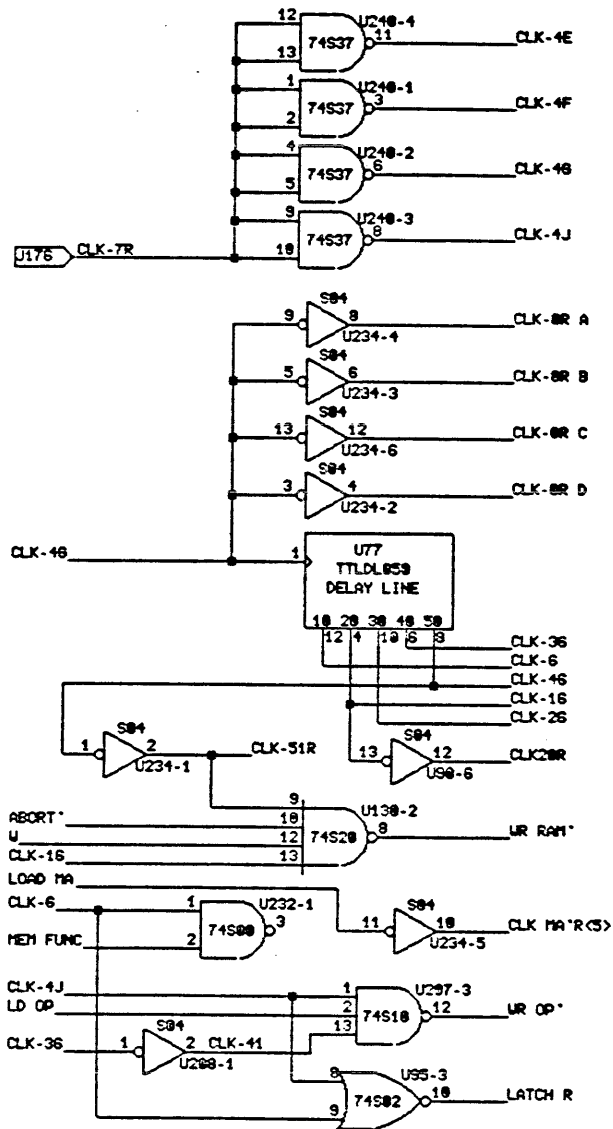 12 U240-4
74S37 11 CLK-4E
13
1 U240-1
74S37 3 CLK-4F
2
4 U240-2
74S37 6 CLK-4G
5
9 U240-3
74S37 8 CLK-4J
10
J176 CLK-7R
S04
9 8 CLK-0R A
U234-4
S04
5 6 CLK-0R B
U234-3
S04
13 12 CLK-0R C
U234-6
S04
3 4 CLK-0R D
U234-2
CLK-4G 1 U77
TTLDL059
DELAY LINE
10 20 30 40 50
12 4 10 6 8
CLK-36
CLK-6
CLK-46
CLK-16
CLK-26
S04
1 2 CLK-51R
U234-1
S04
13 12 CLK20R
U90-6
9 U130-2
ABORT' 10
W 12 74S20 8 WR RAM'
CLK-16 13
LOAD MA
CLK-6 1 U232-1
74S00 3
MEM FUNC 2
S04
11 10 CLK MA'R<5>
U234-5
CLK-4J 1 U297-3
LD OP 2 74S10 12 WR OP'
13
S04
CLK-36 1 2 CLK-41
U280-1
8 U95-3
74S02 10 LATCH R
9